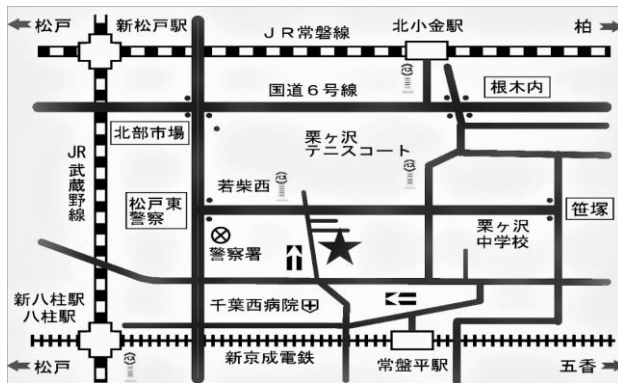 松戸
新松戸駅
JR常磐線
北小金駅
柏
国道6号線
根木内
北部市場
栗ヶ沢
テニスコート
JR
武蔵野線
若柴西
松戸東
警察
笹塚
栗ヶ沢
中学校
警察署
千葉西病院
新八柱駅
八柱駅
松戸
新京成電鉄
常盤平駅
五香